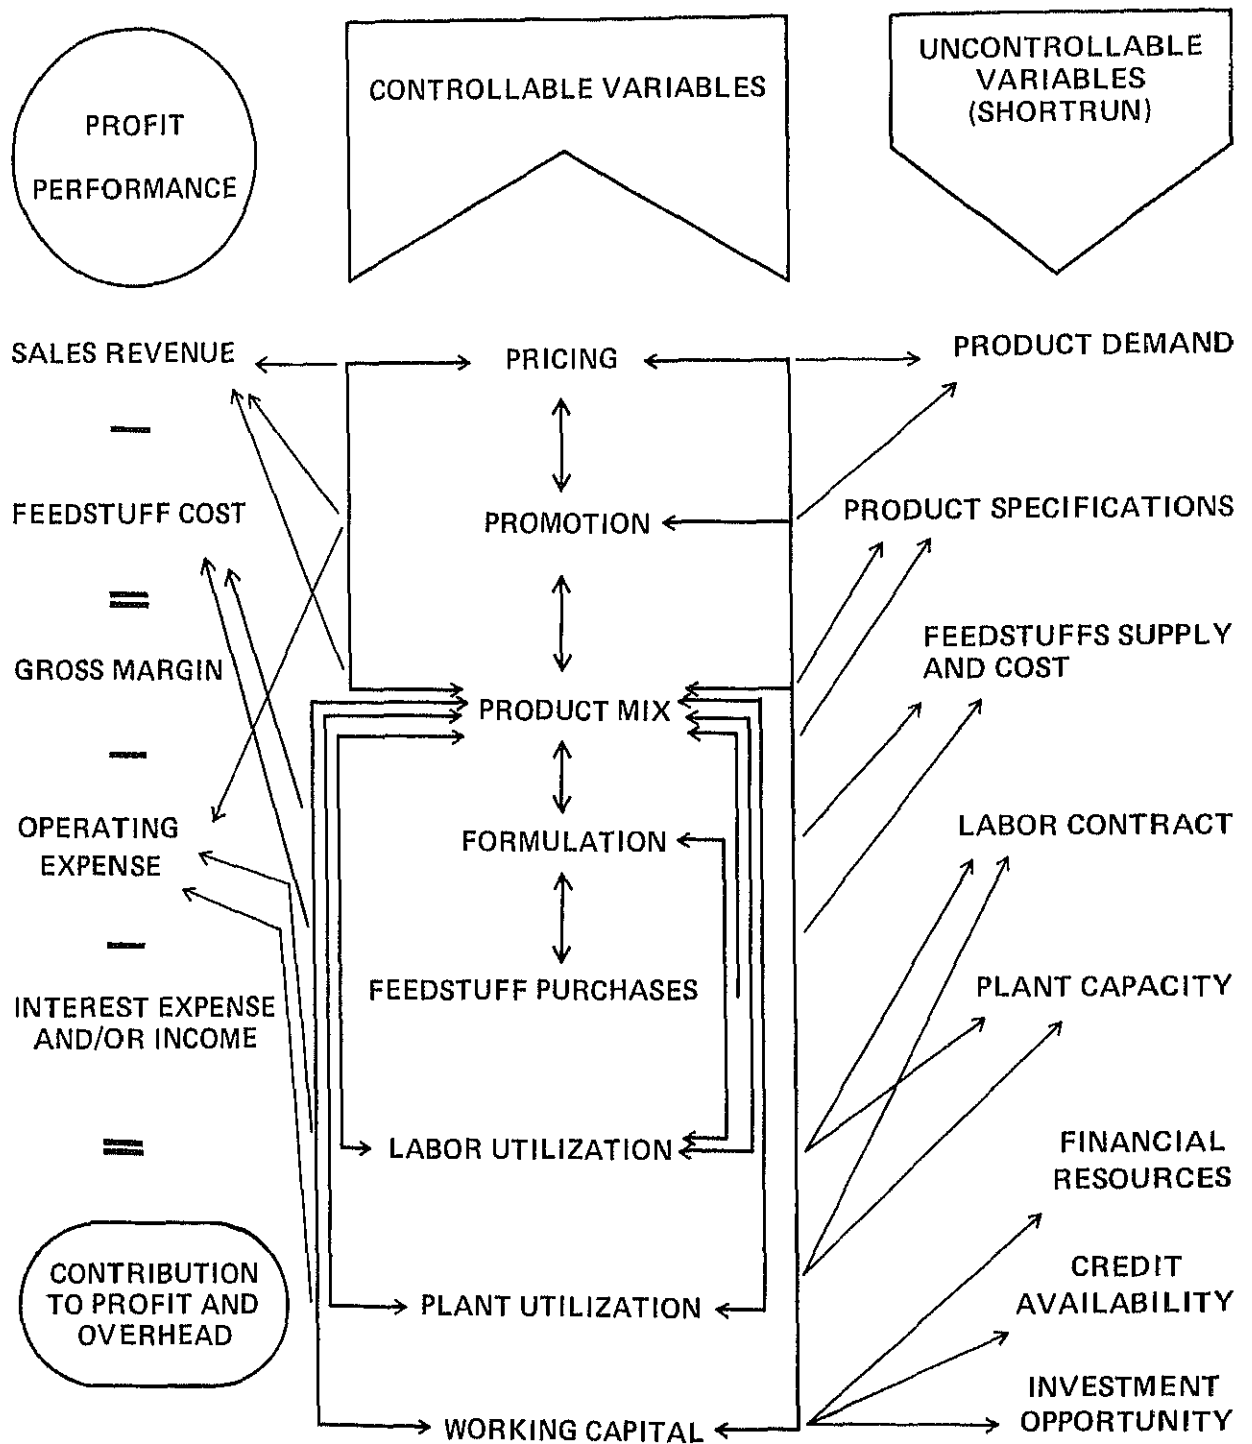 PROFIT
PERFORMANCE
CONTROLLABLE VARIABLES
UNCONTROLLABLE
VARIABLES
(SHORTRUN)
SALES REVENUE
—
FEEDSTUFF COST
=
GROSS MARGIN
—
OPERATING
EXPENSE
—
INTEREST EXPENSE
AND/OR INCOME
=
CONTRIBUTION
TO PROFIT AND
OVERHEAD
PRICING
PROMOTION
PRODUCT MIX
FORMULATION
FEEDSTUFF PURCHASES
LABOR UTILIZATION
PLANT UTILIZATION
WORKING CAPITAL
PRODUCT DEMAND
PRODUCT SPECIFICATIONS
FEEDSTUFFS SUPPLY
AND COST
LABOR CONTRACT
PLANT CAPACITY
FINANCIAL
RESOURCES
CREDIT
AVAILABILITY
INVESTMENT
OPPORTUNITY